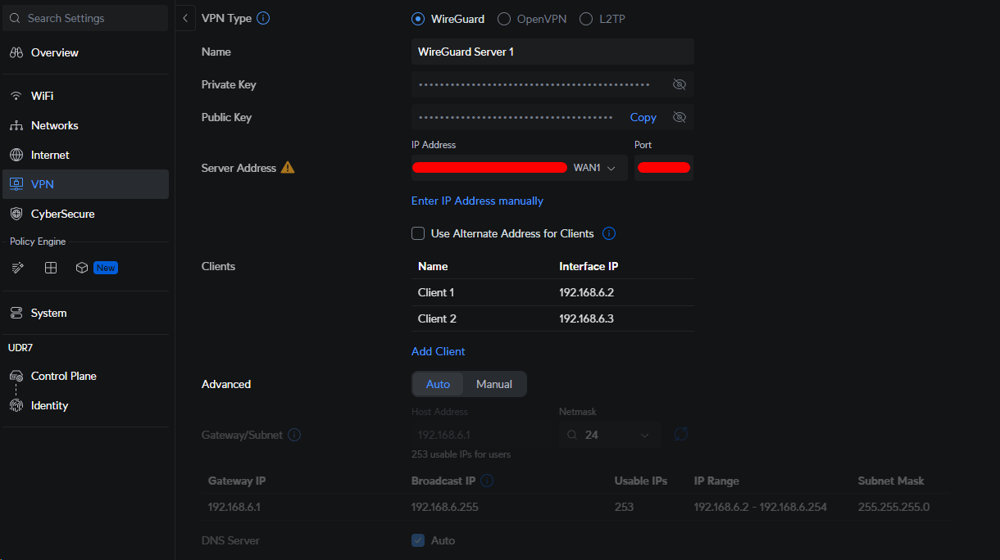 Search Settings
Overview
WiFi
Networks
Internet
VPN
CyberSecure
Policy Engine
New
System
UDR7
Control Plane
Identity
VPN Type WireGuard OpenVPN L2TP
Name WireGuard Server 1
Private Key
Public Key Copy
IP Address Port
Server Address WAN1
Enter IP Address manually
Use Alternate Address for Clients
Clients Name Interface IP
Client 1 192.168.6.2
Client 2 192.168.6.3
Add Client
Advanced Auto Manual
Host Address Netmask
Gateway/Subnet 192.168.6.1 24
253 usable IPs for users
Gateway IP Broadcast IP Usable IPs IP Range Subnet Mask
192.168.6.1 192.168.6.255 253 192.168.6.2 - 192.168.6.254 255.255.255.0
DNS Server Auto